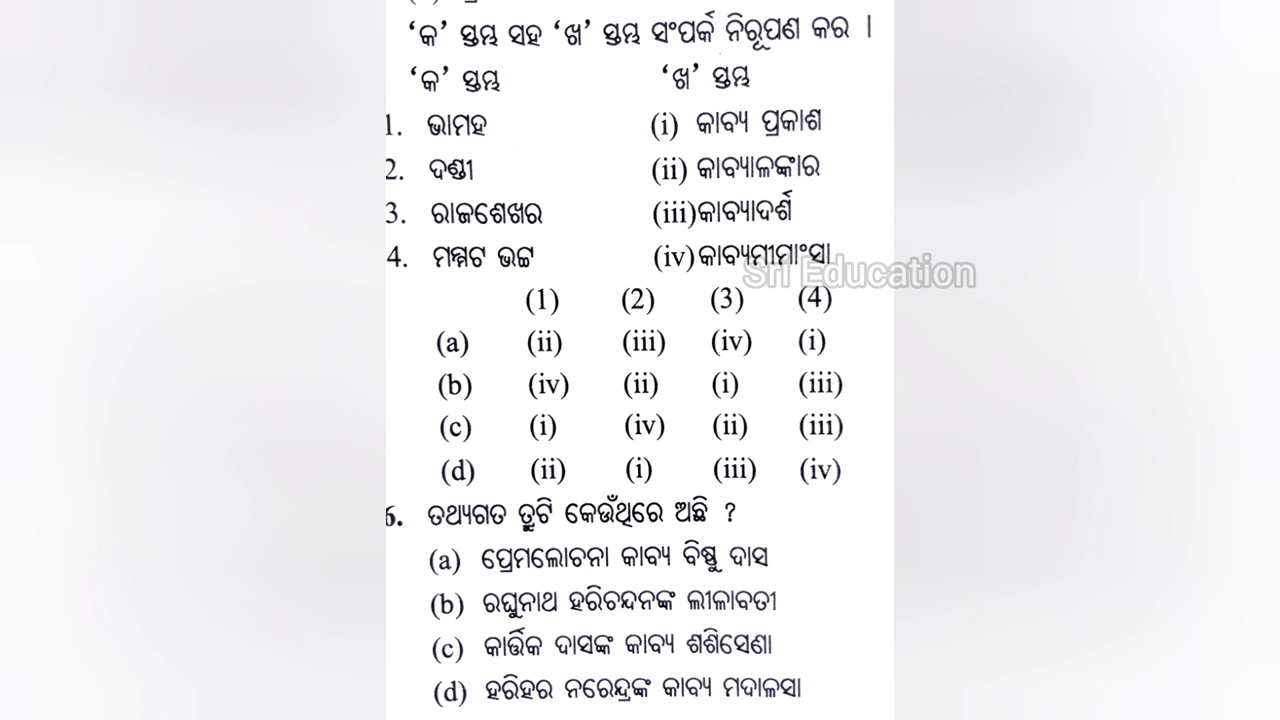 ‘କ’ ସ୍ତମ୍ଭ ସହ ‘ଖ’ ସ୍ତମ୍ଭ ସଂପର୍କ ନିରୂପଣ କର ।
‘କ’ ସ୍ତମ୍ଭ ‘ଖ’ ସ୍ତମ୍ଭ
1. ଭାମହ (i) କାବ୍ୟ ପ୍ରକାଶ
2. ଦଣ୍ଡୀ (ii) କାବ୍ୟାଳଙ୍କାର
3. ରାଜଶେଖର (iii) କାବ୍ୟାଦର୍ଶ
4. ମମ୍ମଟ ଭଟ୍ଟ (iv) କାବ୍ୟମୀମାଂସା
Sri Education
(1) (2) (3) (4)
(a) (ii) (iii) (iv) (i)
(b) (iv) (ii) (i) (iii)
(c) (i) (iv) (ii) (iii)
(d) (ii) (i) (iii) (iv)
6. ତଥ୍ୟଗତ ତ୍ରୁଟି କେଉଁଥିରେ ଅଛି ?
(a) ପ୍ରେମଲୋଚନା କାବ୍ୟ ବିଷ୍ଣୁ ଦାସ
(b) ରଘୁନାଥ ହରିଚନ୍ଦନଙ୍କ ଲୀଳାବତୀ
(c) କାର୍ତ୍ତିକ ଦାସଙ୍କ କାବ୍ୟ ଶଶିସେଣା
(d) ହରିହର ନରେନ୍ଦ୍ରଙ୍କ କାବ୍ୟ ମଦାଳସା